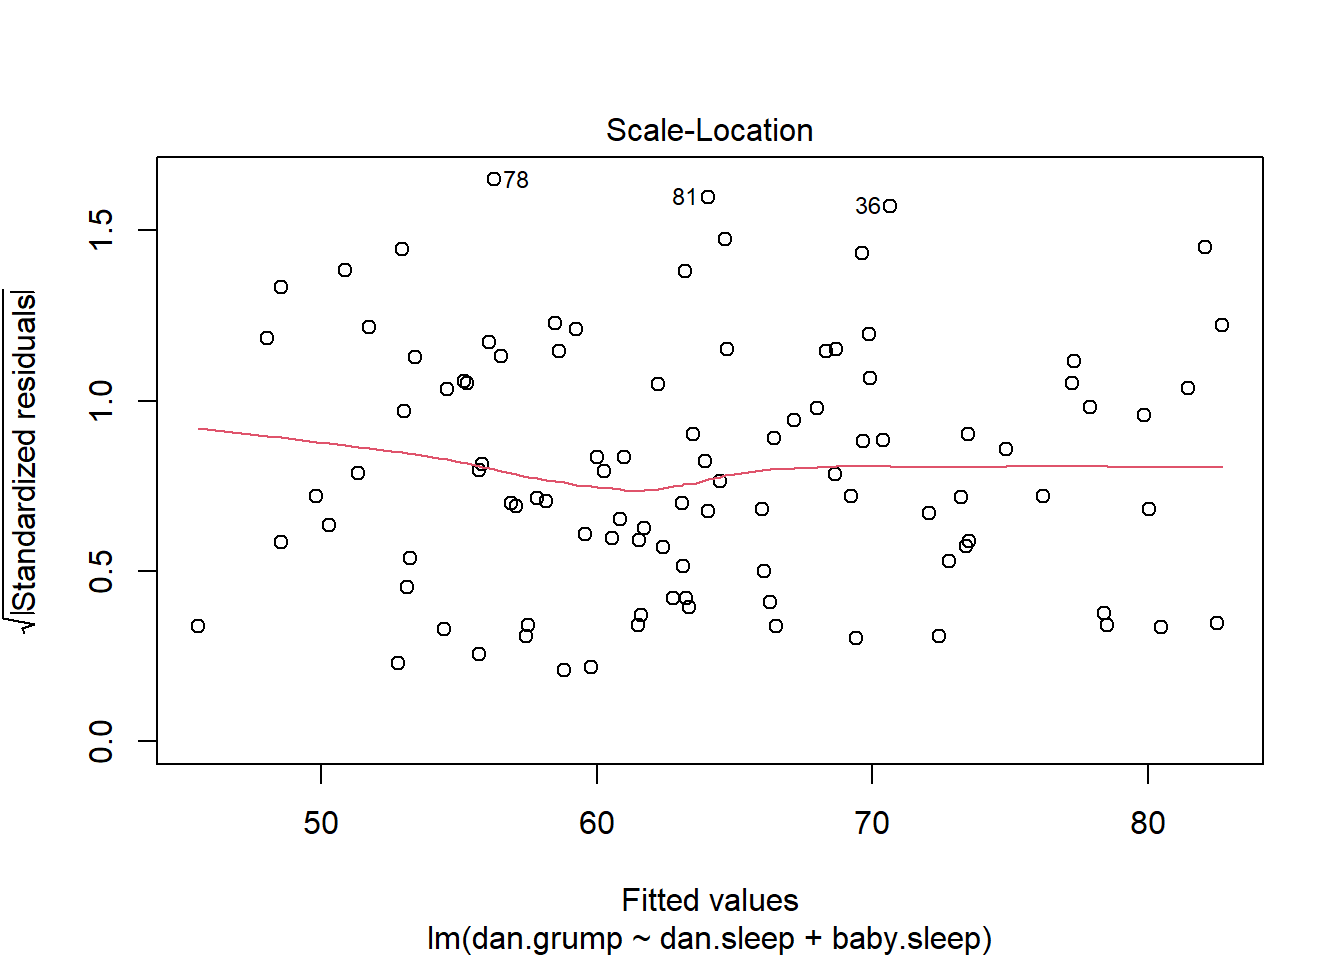 Scale-Location
78
81
36
√|Standardized residuals|
0.0
0.5
1.0
1.5
50
60
70
80
Fitted values
lm(dan.grump ~ dan.sleep + baby.sleep)